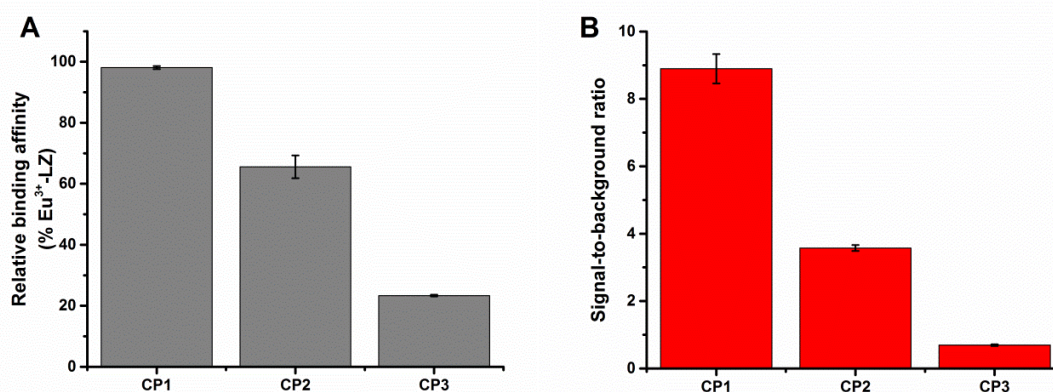 A
Relative binding affinity
(% Eu³⁺-LZ)
100
80
60
40
20
0
CP1
CP2
CP3
B
Signal-to-background ratio
10
8
6
4
2
0
CP1
CP2
CP3